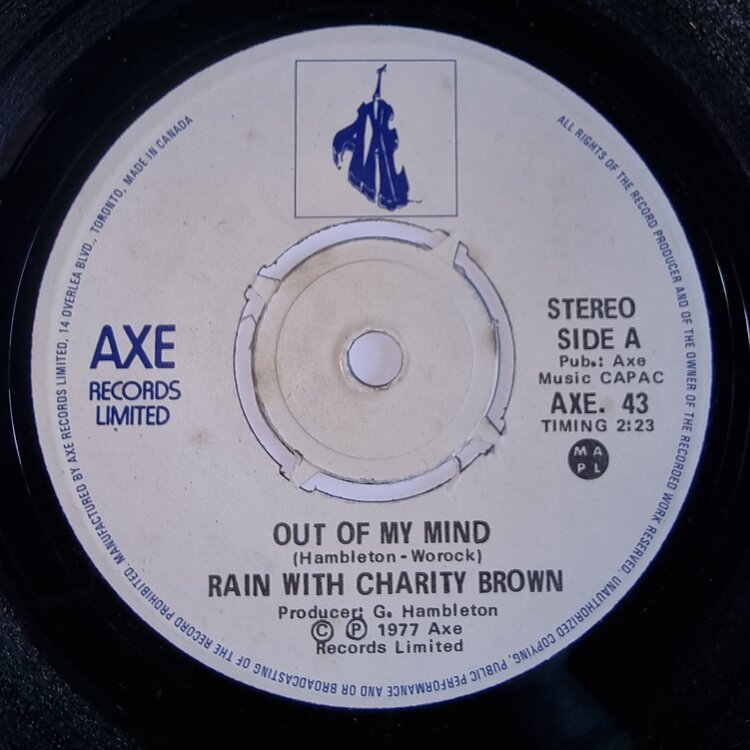 AXE
ALL RIGHTS OF THE RECORD PRODUCER AND OF THE OWNER OF THE RECORDED WORK RESERVED. UNAUTHORIZED COPYING, PUBLIC PERFORMANCE AND OR BROADCASTING OF THE RECORD PROHIBITED. MANUFACTURED BY AXE RECORDS LIMITED, 14 OVERLEA BLVD., TORONTO, MADE IN CANADA
AXE
RECORDS
LIMITED
STEREO
SIDE A
Pub.: Axe
Music CAPAC
AXE. 43
TIMING 2:23
M A
P L
OUT OF MY MIND
(Hambleton - Worock)
RAIN WITH CHARITY BROWN
Producer: G. Hambleton
© ℗ 1977 Axe
Records Limited